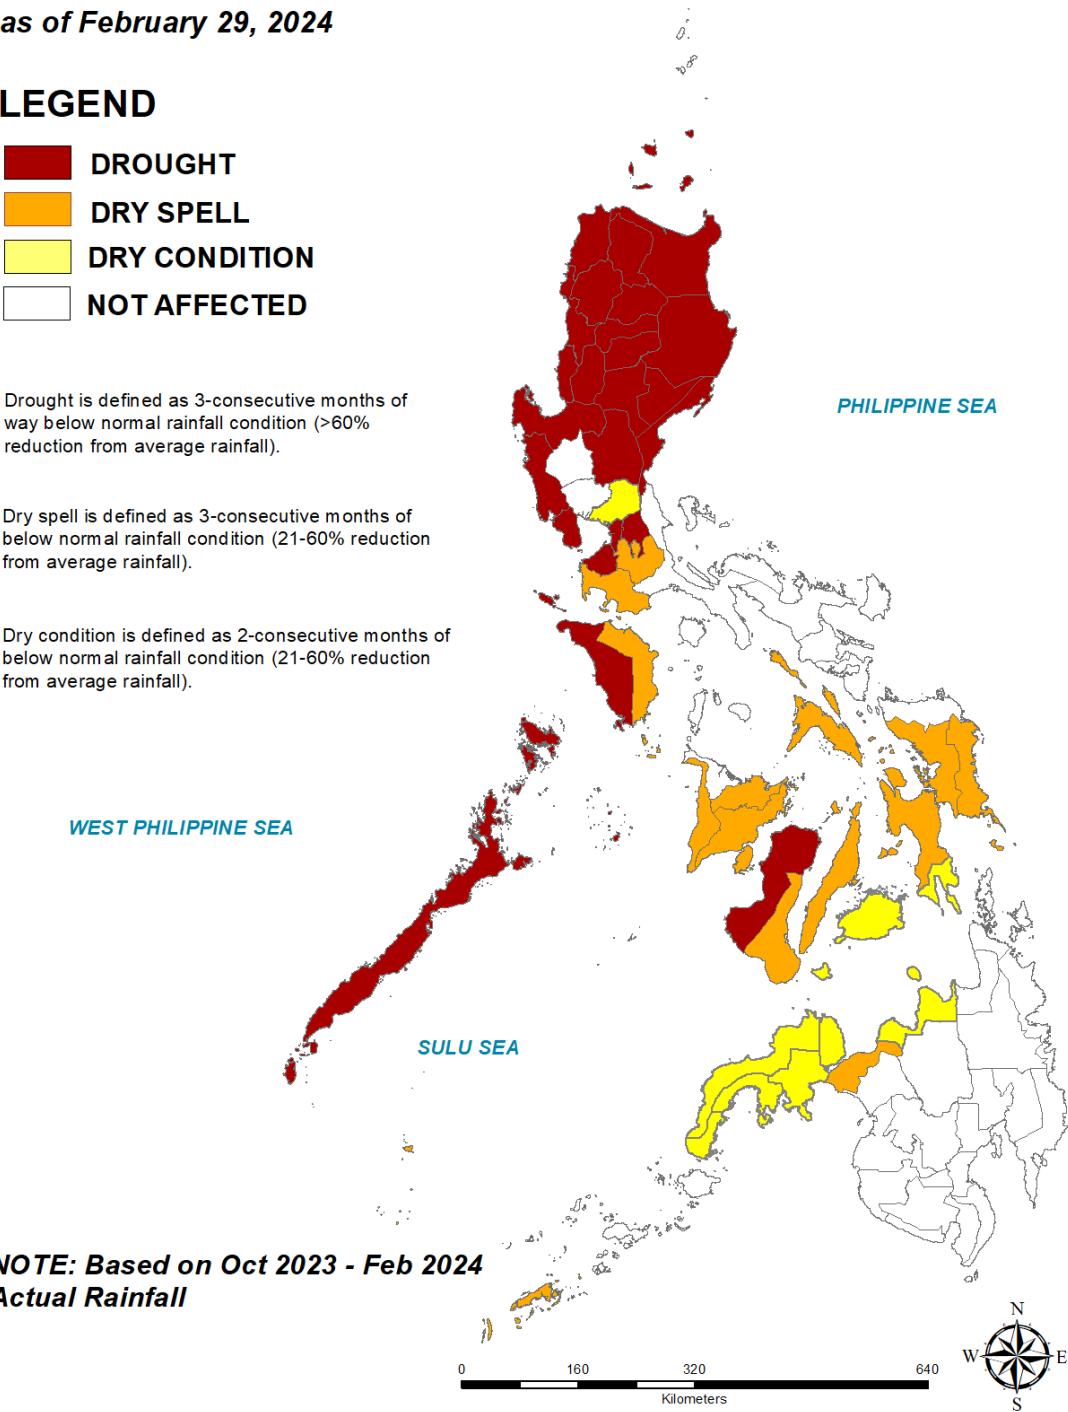 as of February 29, 2024
LEGEND
DROUGHT
DRY SPELL
DRY CONDITION
NOT AFFECTED
Drought is defined as 3-consecutive months of
way below normal rainfall condition (>60%
reduction from average rainfall).
PHILIPPINE SEA
Dry spell is defined as 3-consecutive months of
below normal rainfall condition (21-60% reduction
from average rainfall).
Dry condition is defined as 2-consecutive months of
below normal rainfall condition (21-60% reduction
from average rainfall).
WEST PHILIPPINE SEA
SULU SEA
NOTE: Based on Oct 2023 - Feb 2024
Actual Rainfall
N
W E
S
0 160 320 640
Kilometers